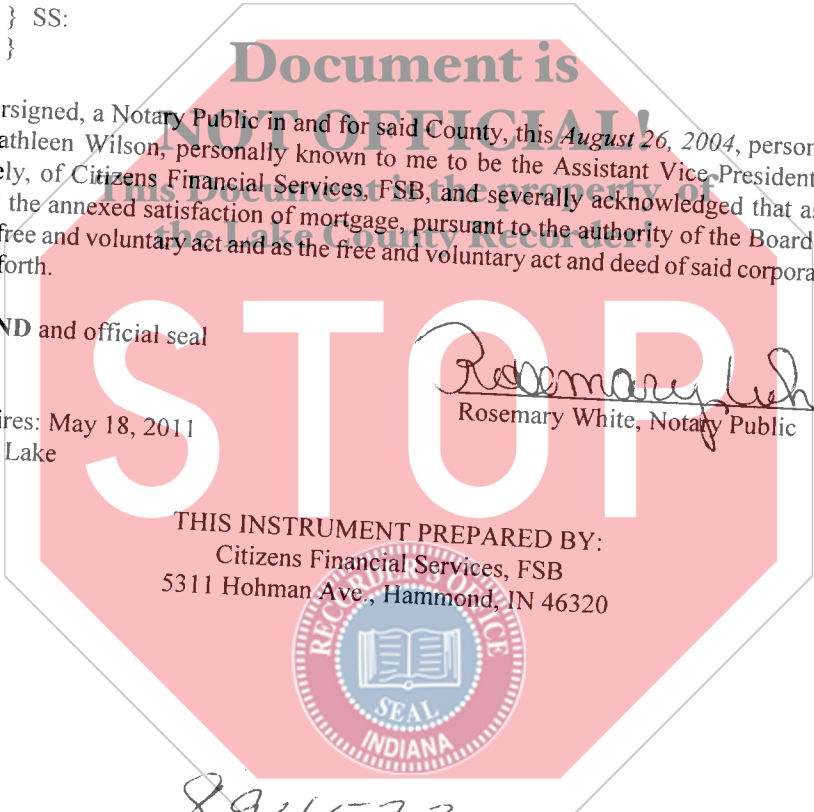 } SS:
}
Document is
NOT OFFICIAL!
This Document is the property of
the Lake County Recorder!
rsigned, a Notary Public in and for said County, this August 26, 2004, person
athleen Wilson, personally known to me to be the Assistant Vice-President
ely, of Citizens Financial Services, FSB, and severally acknowledged that as
the annexed satisfaction of mortgage, pursuant to the authority of the Board
free and voluntary act and as the free and voluntary act and deed of said corpora
forth.
ND and official seal
STOP
Rosemary White, Notary Public
ires: May 18, 2011
Lake
THIS INSTRUMENT PREPARED BY:
Citizens Financial Services, FSB
5311 Hohman Ave., Hammond, IN 46320
RECORDER'S OFFICE
SEAL
INDIANA